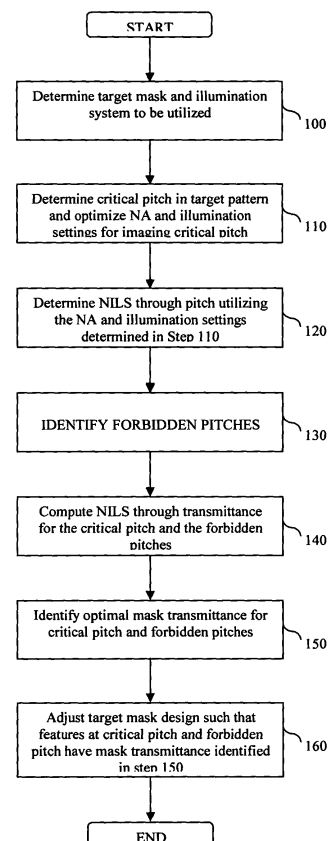 START
Determine target mask and illumination
system to be utilized
100
Determine critical pitch in target pattern
and optimize NA and illumination
settings for imaging critical pitch
110
Determine NILS through pitch utilizing
the NA and illumination settings
determined in Step 110
120
IDENTIFY FORBIDDEN PITCHES
130
Compute NILS through transmittance
for the critical pitch and the forbidden
pitches
140
Identify optimal mask transmittance for
critical pitch and forbidden pitches
150
Adjust target mask design such that
features at critical pitch and forbidden
pitch have mask transmittance identified
in step 150
160
END